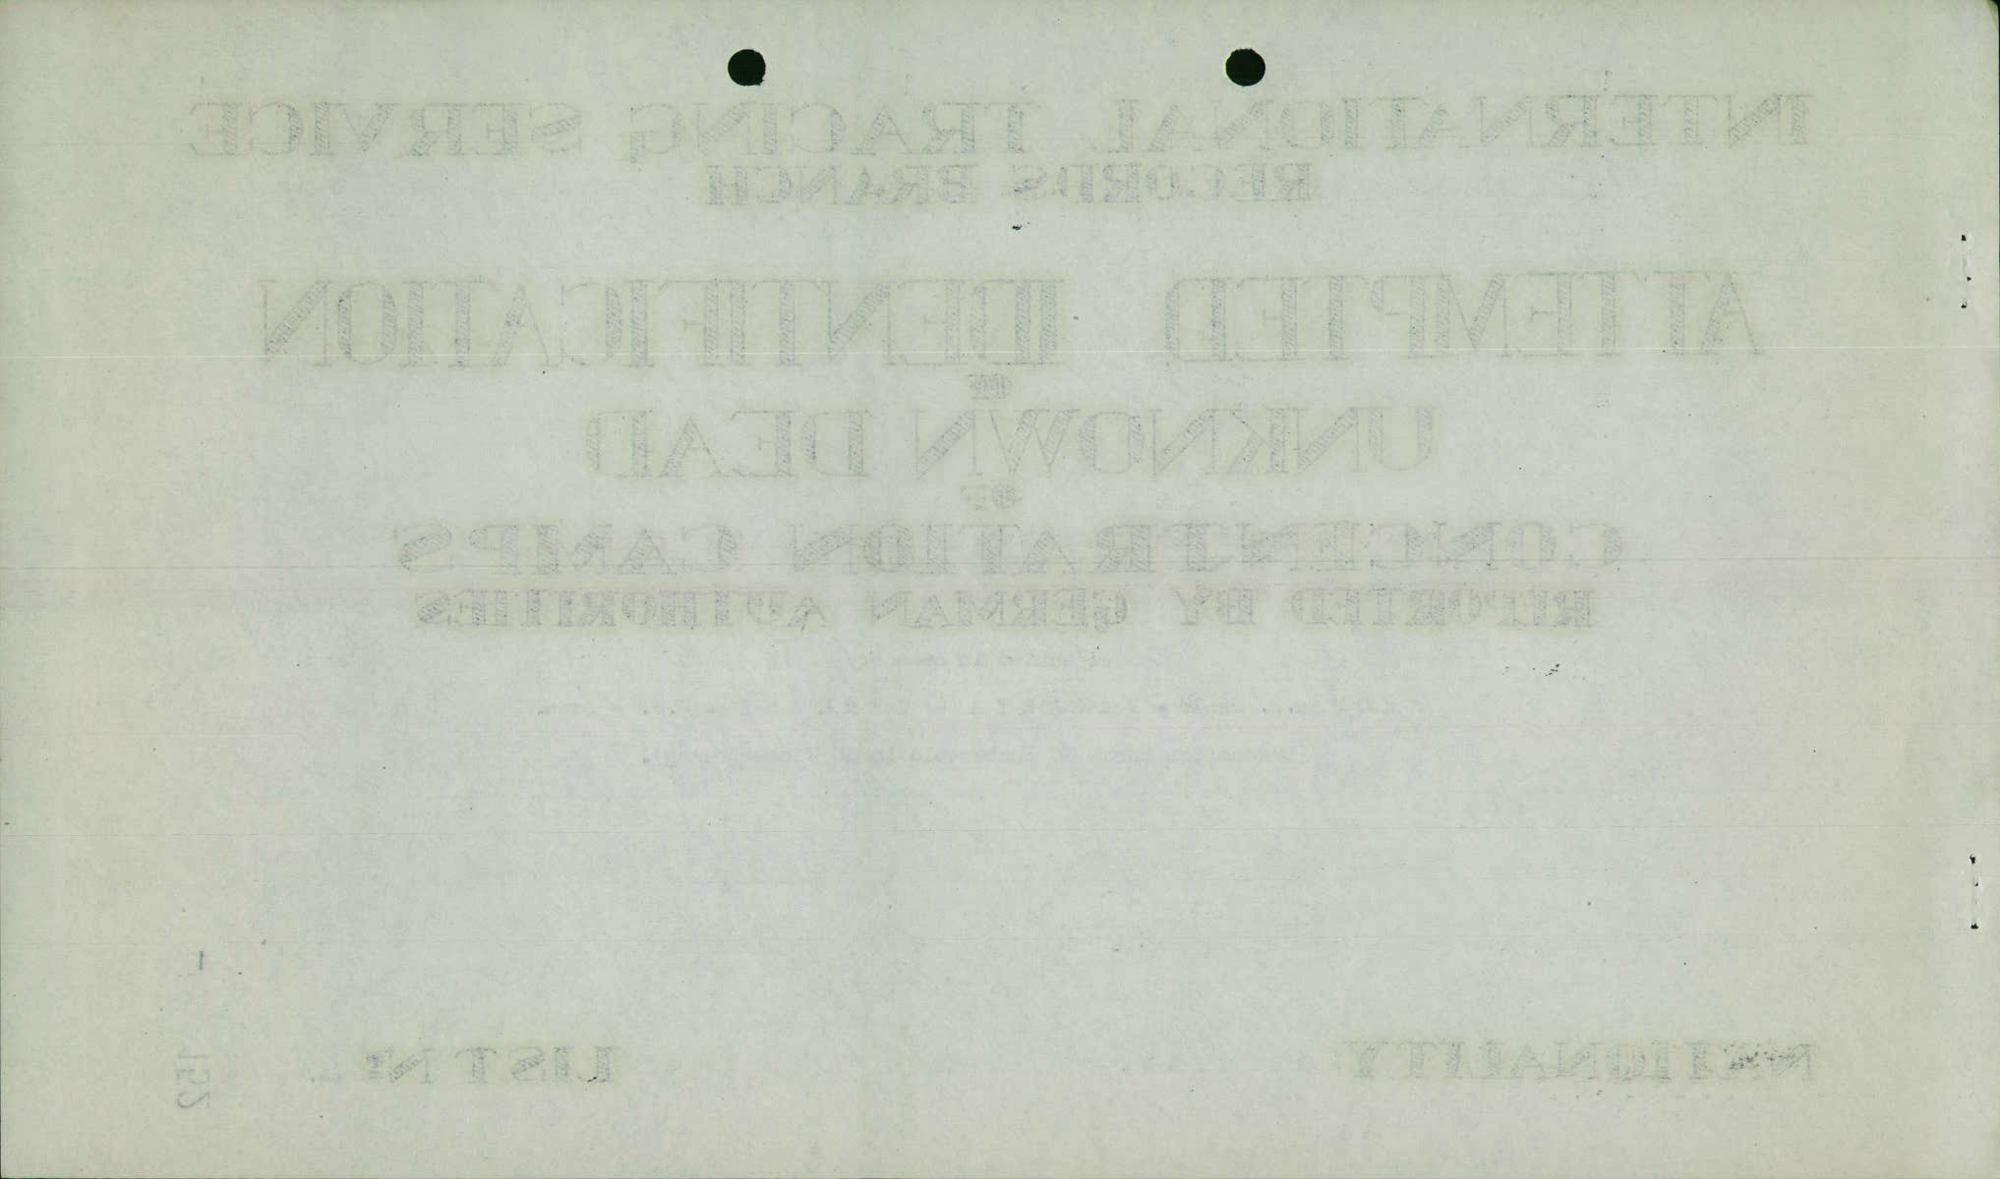 INTERNATIONAL TRACING SERVICE
RECORDS BRANCH
ATTEMPTED IDENTIFICATION
OF
UNKNOWN DEAD
OF
CONCENTRATION CAMPS
REPORTED BY GERMAN AUTHORITIES
NATIONALITY
LIST Nº
152